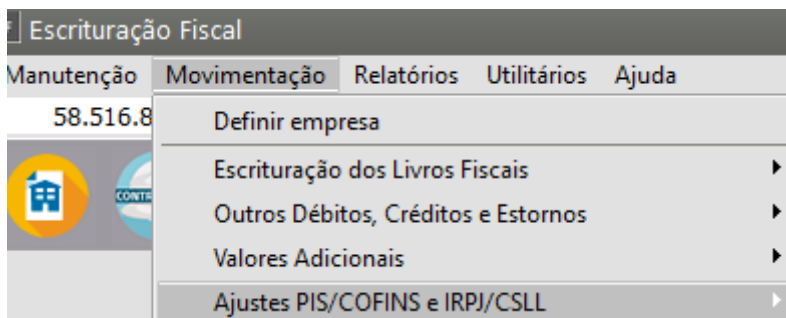 Escrituração Fiscal
Manutenção Movimentação Relatórios Utilitários Ajuda
58.516.8
Definir empresa
Escrituração dos Livros Fiscais
CONTR
Outros Débitos, Créditos e Estornos
Valores Adicionais
Ajustes PIS/COFINS e IRPJ/CSLL